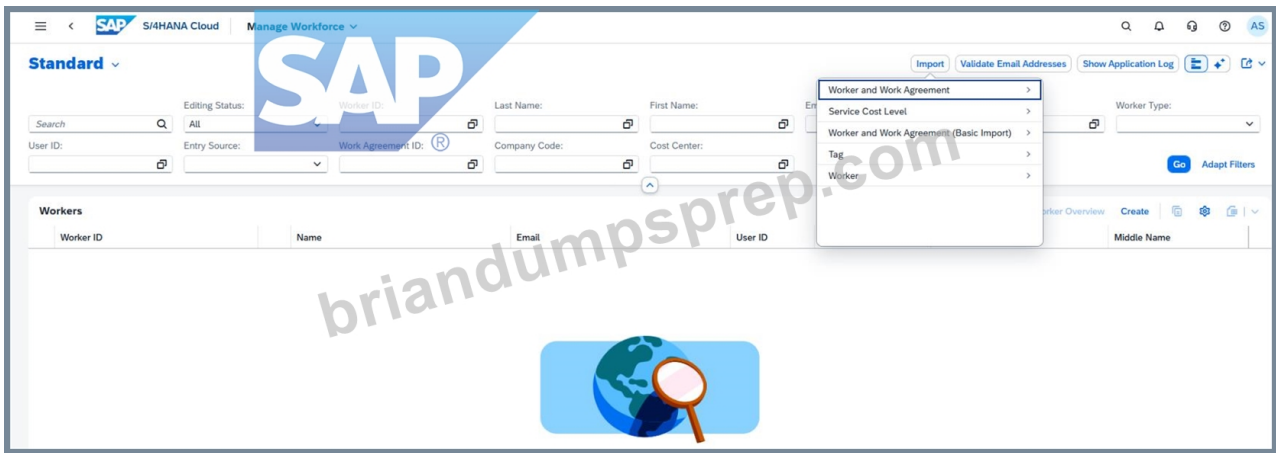 SAP S/4HANA Cloud Manage Workforce AS
SAP ®
Standard
Import Validate Email Addresses Show Application Log
Worker and Work Agreement
Service Cost Level
Worker and Work Agreement (Basic Import)
Tag
Worker
Editing Status: Worker ID: Last Name: First Name: Em Worker Type:
Search All
User ID: Entry Source: Work Agreement ID: Company Code: Cost Center:
Go Adapt Filters
Workers orker Overview Create
Worker ID Name Email User ID Middle Name
briandumpsprep.com